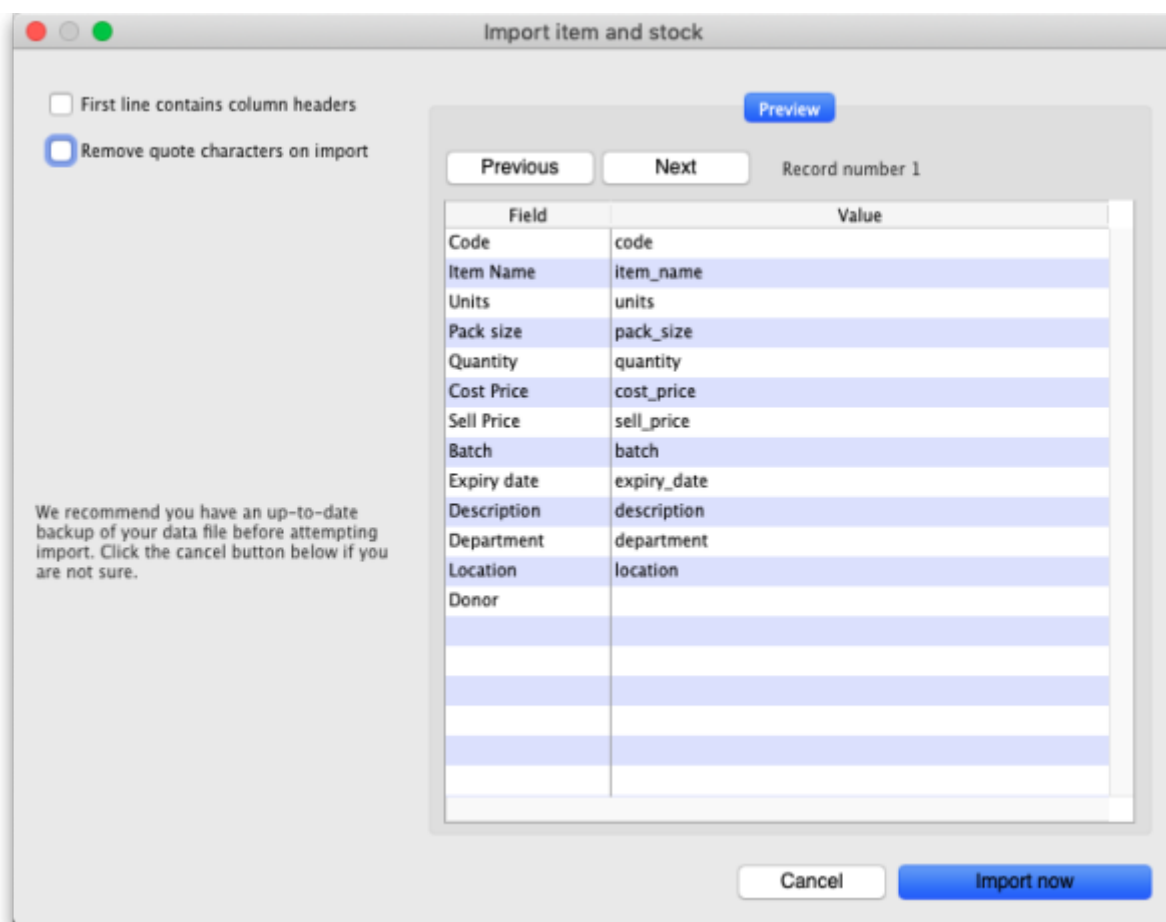 Import item and stock
First line contains column headers
Remove quote characters on import
Preview
Previous Next Record number 1
Field Value
Code code
Item Name item_name
Units units
Pack size pack_size
Quantity quantity
Cost Price cost_price
Sell Price sell_price
Batch batch
Expiry date expiry_date
Description description
Department department
Location location
Donor
We recommend you have an up-to-date
backup of your data file before attempting
import. Click the cancel button below if you
are not sure.
Cancel Import now